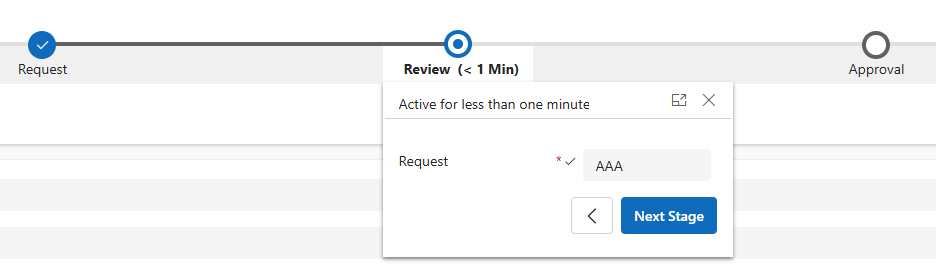 Request
Review (< 1 Min)
Approval
Active for less than one minute
Request * AAA
Next Stage